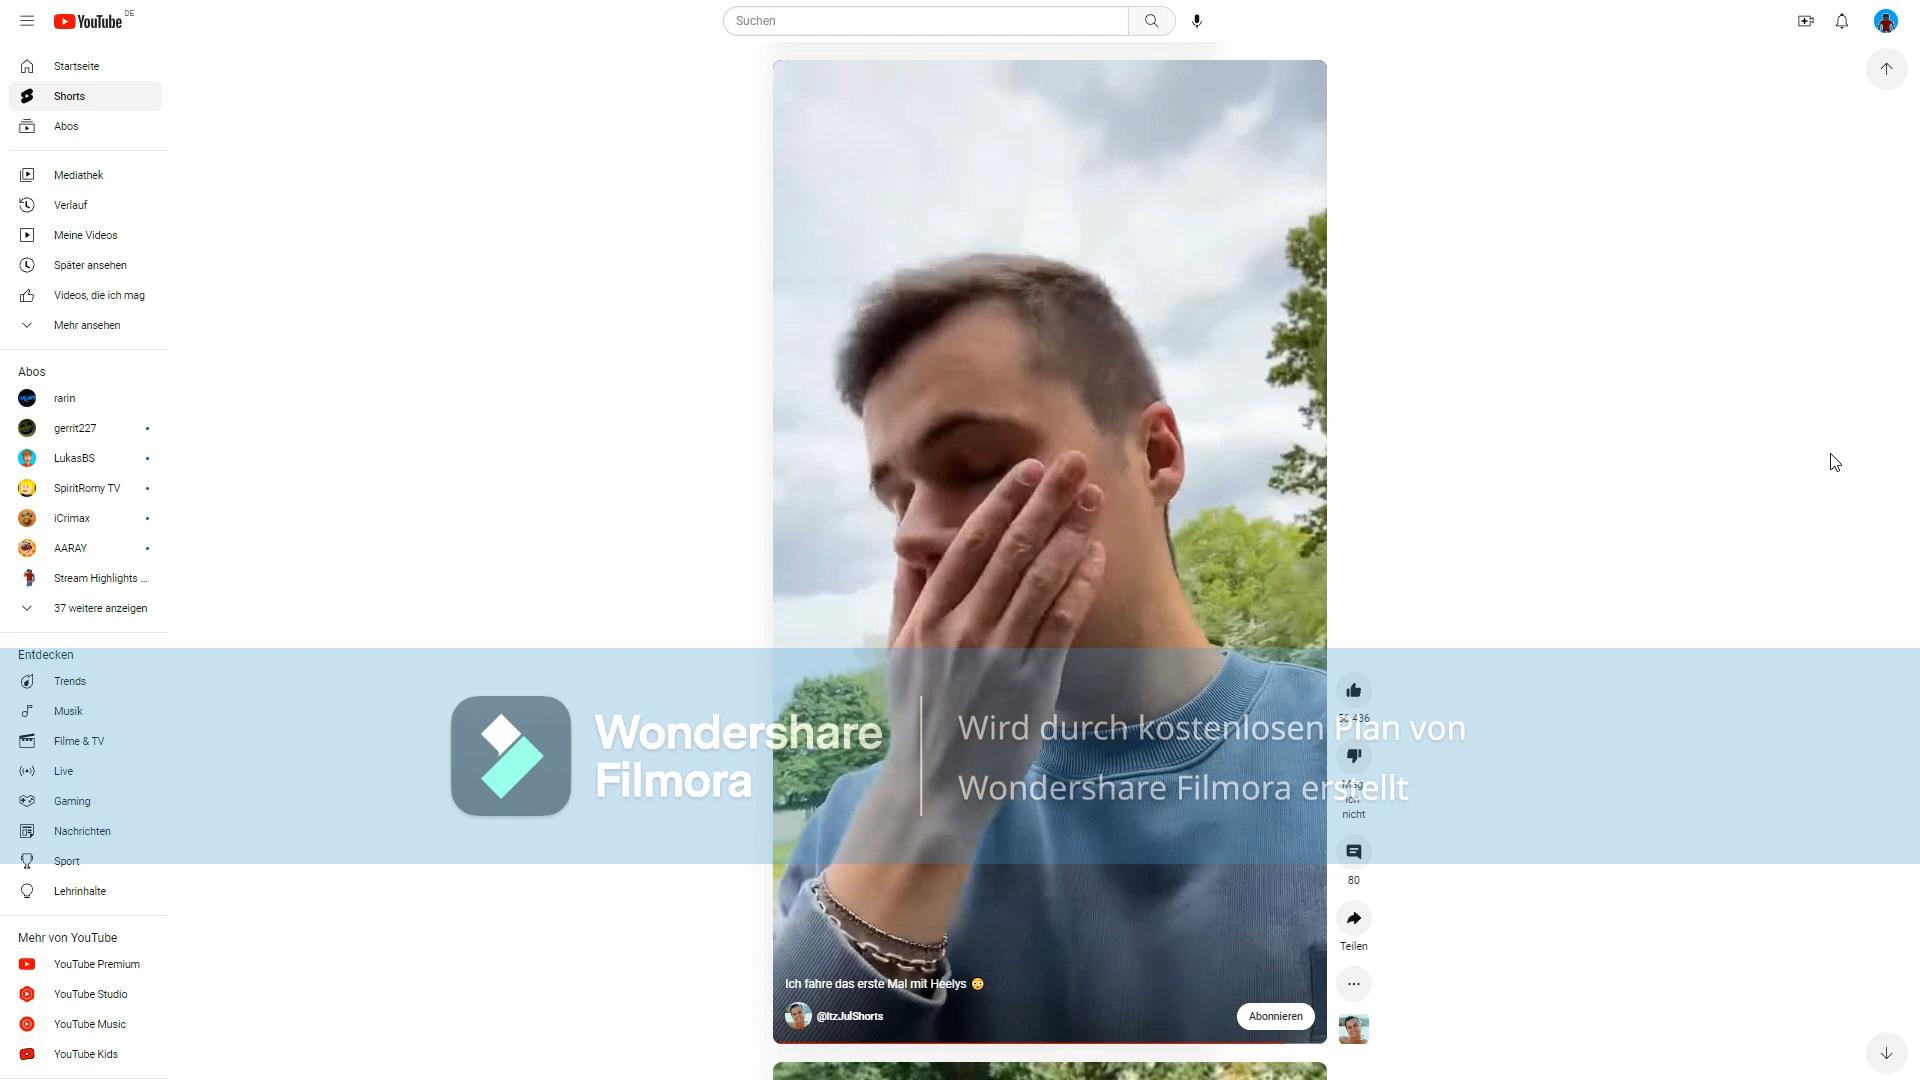 YouTube DE
Suchen
Startseite
Shorts
Abos
Mediathek
Verlauf
Meine Videos
Später ansehen
Videos, die ich mag
Mehr ansehen
Abos
rarin
gerrit227
LukasBS
SpiritRomy TV
iCrimax
AARAY
Stream Highlights ...
37 weitere anzeigen
Entdecken
Trends
Musik
Filme & TV
Live
Gaming
Nachrichten
Sport
Lehrinhalte
Mehr von YouTube
YouTube Premium
YouTube Studio
YouTube Music
YouTube Kids
Wondershare
Filmora
Wird durch kostenlosen Plan von
Wondershare Filmora erstellt
Ich fahre das erste Mal mit Heelys 😳
@ItzJulShorts
Abonnieren
Mag
ich
nicht
80
Teilen